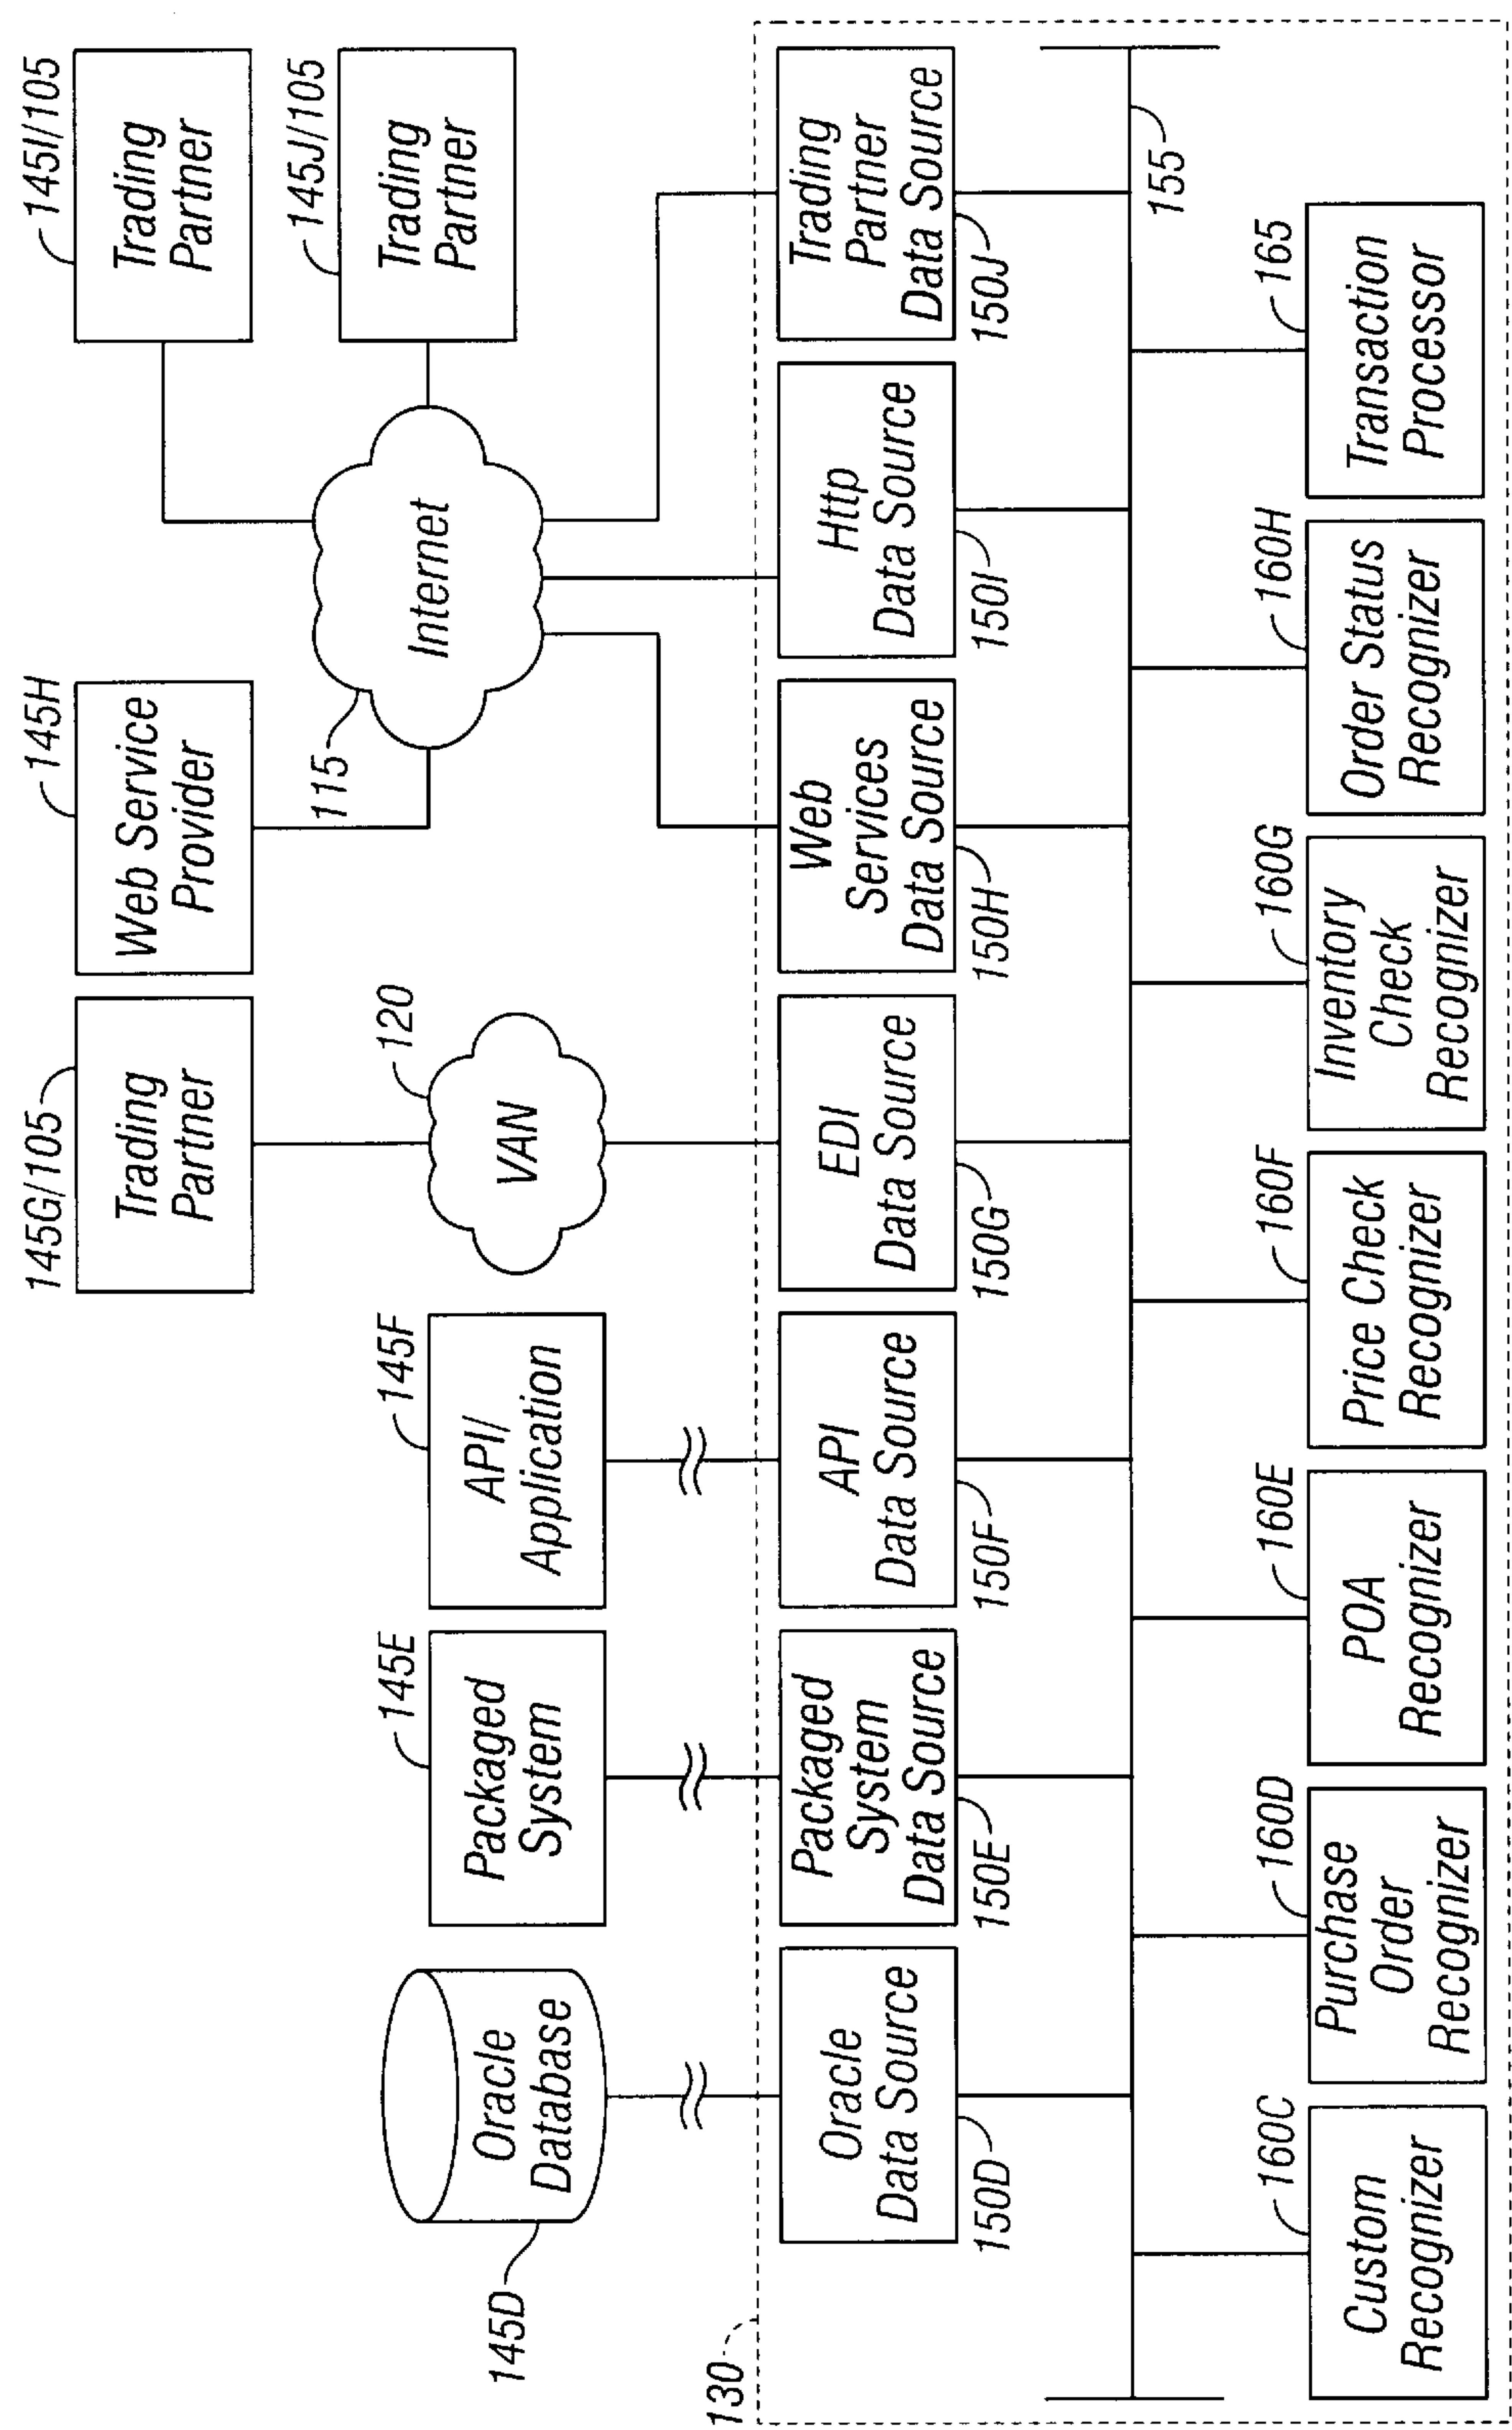 145G/105
Trading
Partner
145H
Web Service
Provider
145I/105
Trading
Partner
145J/105
Trading
Partner
145D
Oracle
Database
145E
Packaged
System
145F
API/
Application
120
VAN
115
Internet
130
Oracle
Data Source
150D
Packaged
System
Data Source
150E
API
Data Source
150F
EDI
Data Source
150G
Web
Services
Data Source
150H
Http
Data Source
150I
Trading
Partner
Data Source
150J
155
160C
Custom
Recognizer
160D
Purchase
Order
Recognizer
160E
POA
Recognizer
160F
Price Check
Recognizer
160G
Inventory
Check
Recognizer
160H
Order Status
Recognizer
165
Transaction
Processor